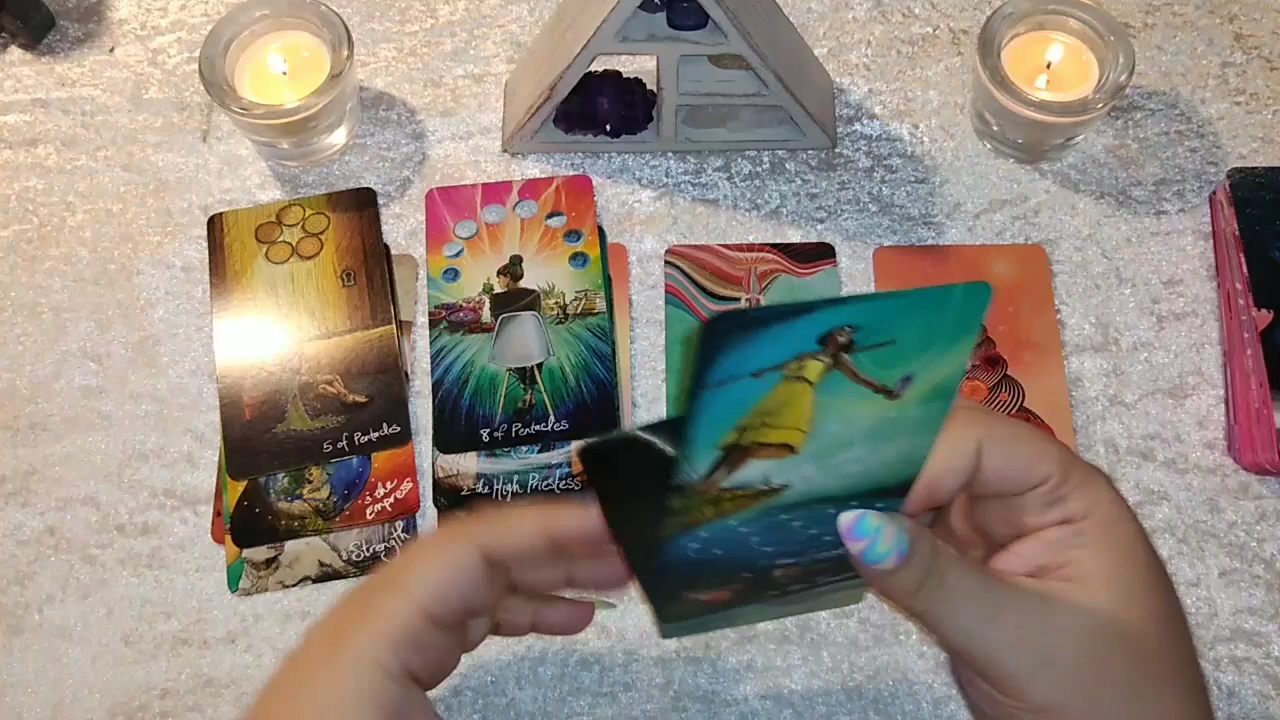 5 of Pentacles
8 of Pentacles
3 the
Empress
2 the High Priestess
8 Strength